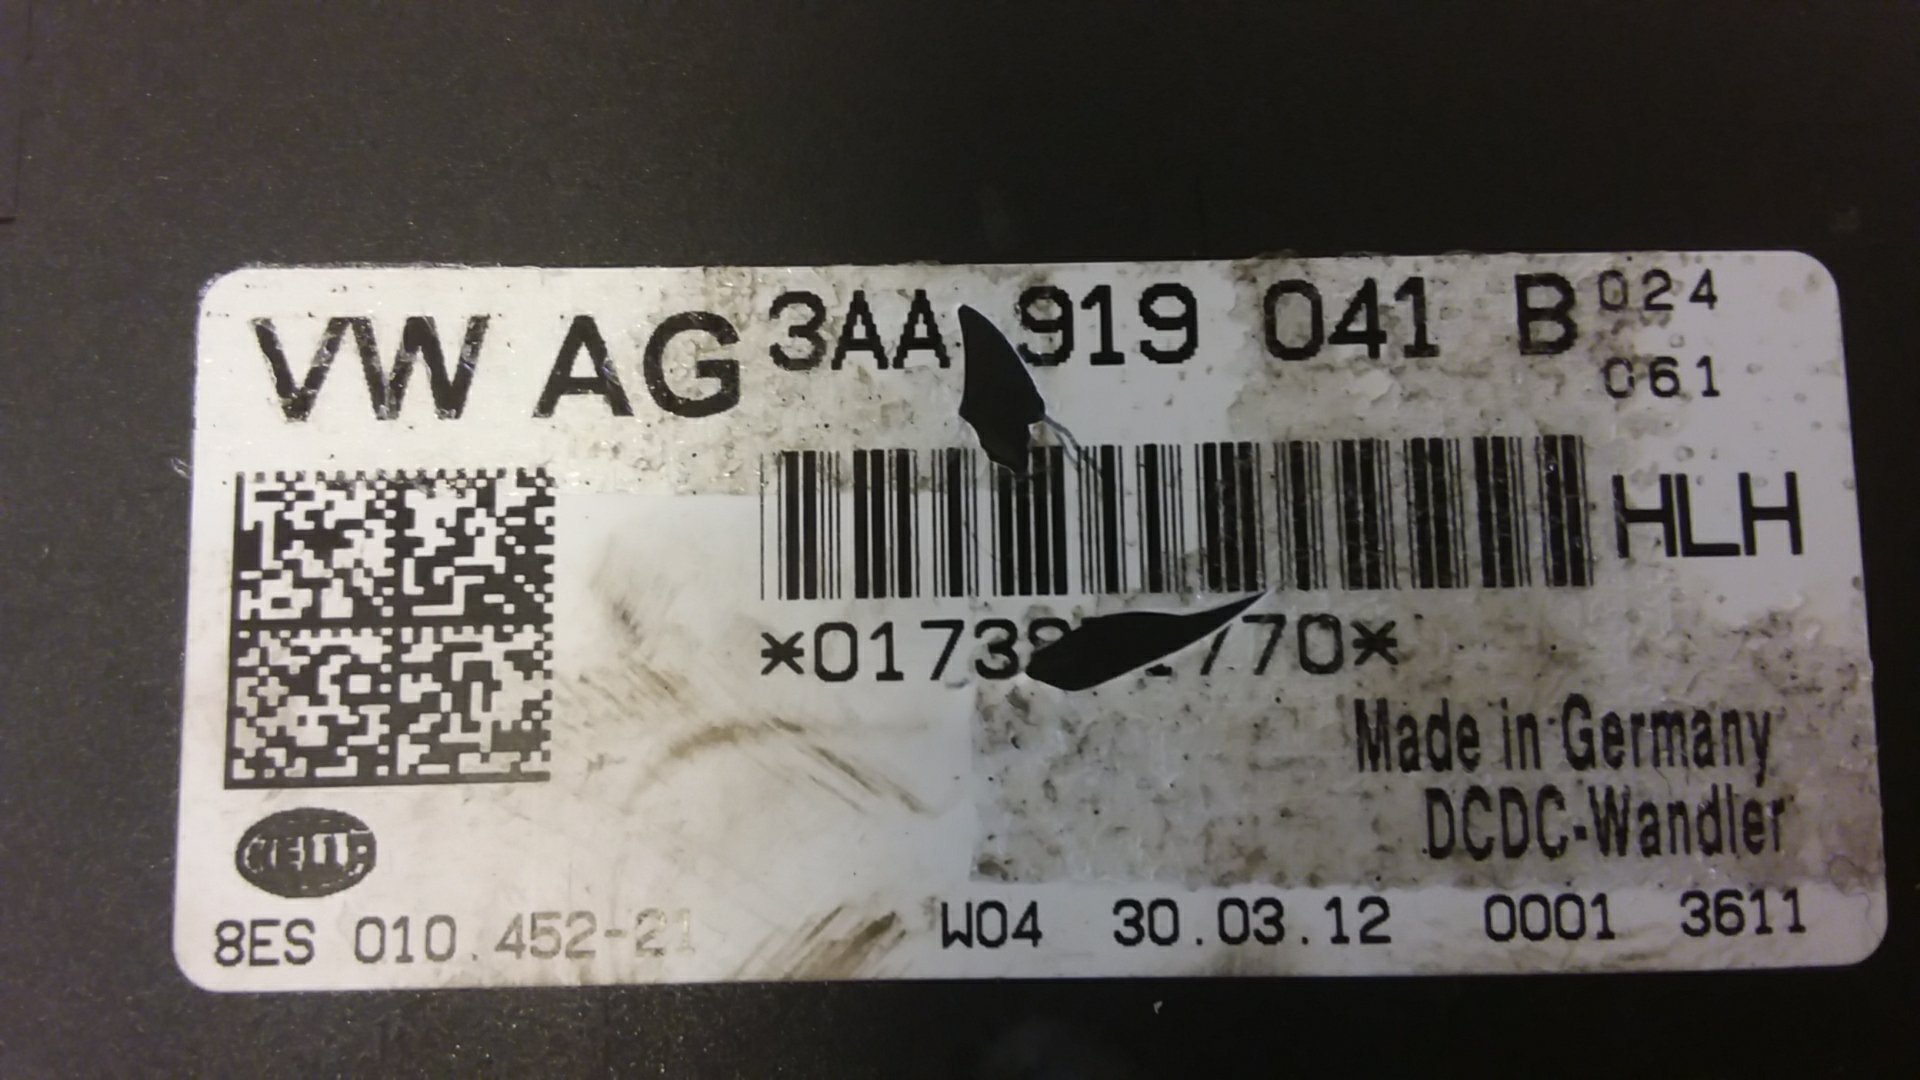 VW AG 3AA 919 041 B 024
061
HLH
Made in Germany
DCDC-Wandler
HELLA
8ES 010.452-21 W04 30.03.12 0001 3611